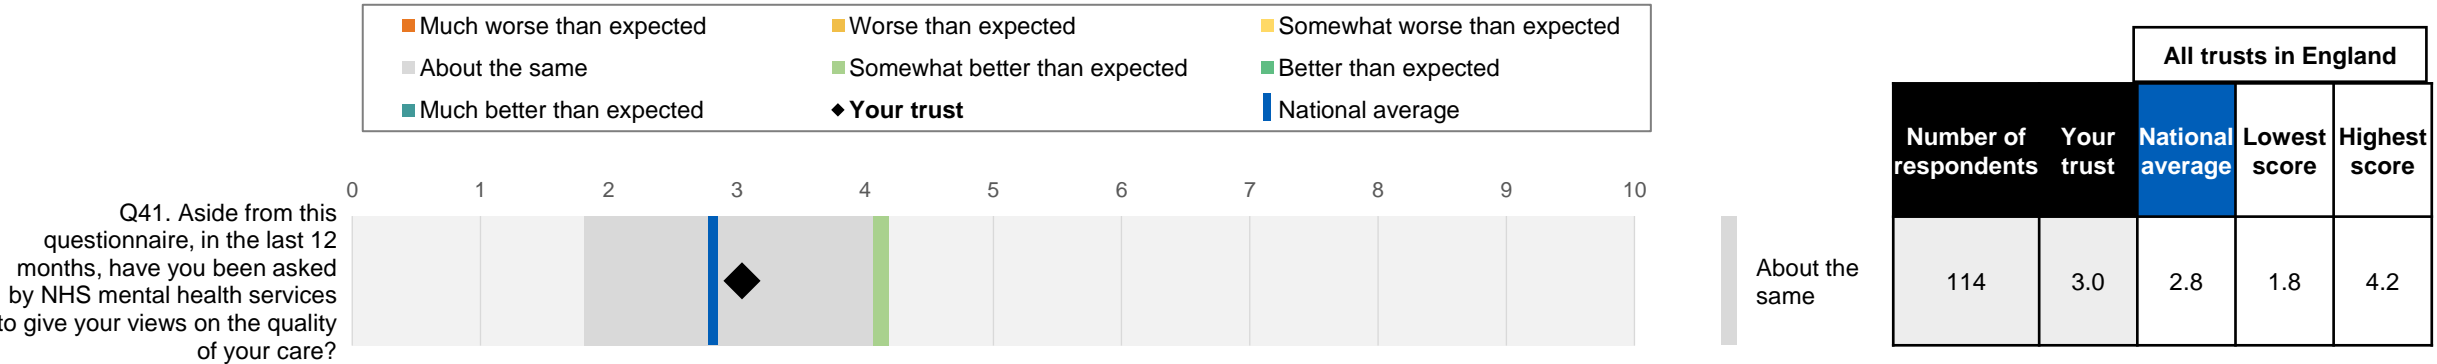 Much worse than expected
Worse than expected
Somewhat worse than expected
About the same
Somewhat better than expected
Better than expected
Much better than expected
Your trust
National average
All trusts in England
Number of respondents
Your trust
National average
Lowest score
Highest score
0 1 2 3 4 5 6 7 8 9 10
Q41. Aside from this
questionnaire, in the last 12
months, have you been asked
by NHS mental health services
to give your views on the quality
of your care?
About the
same
114 3.0 2.8 1.8 4.2